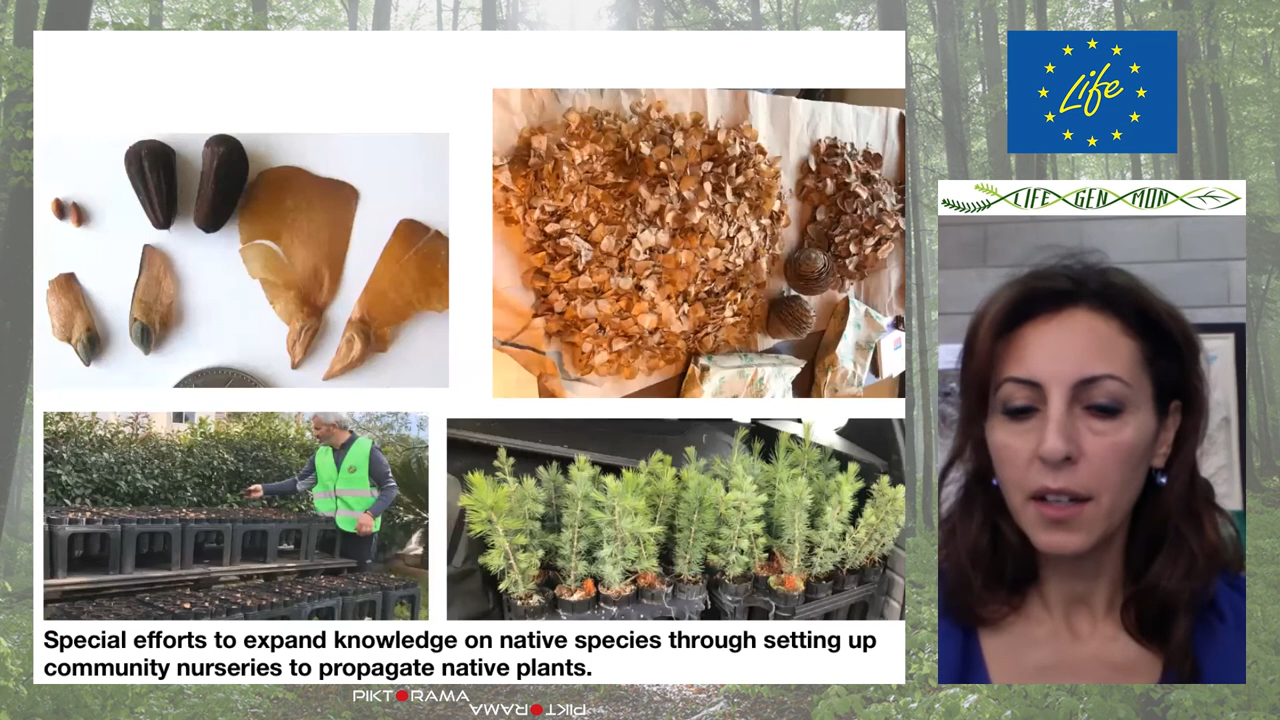 Life
LIFE GEN MON
Special efforts to expand knowledge on native species through setting up
community nurseries to propagate native plants.
PIKTORAMA
PIKTORAMA